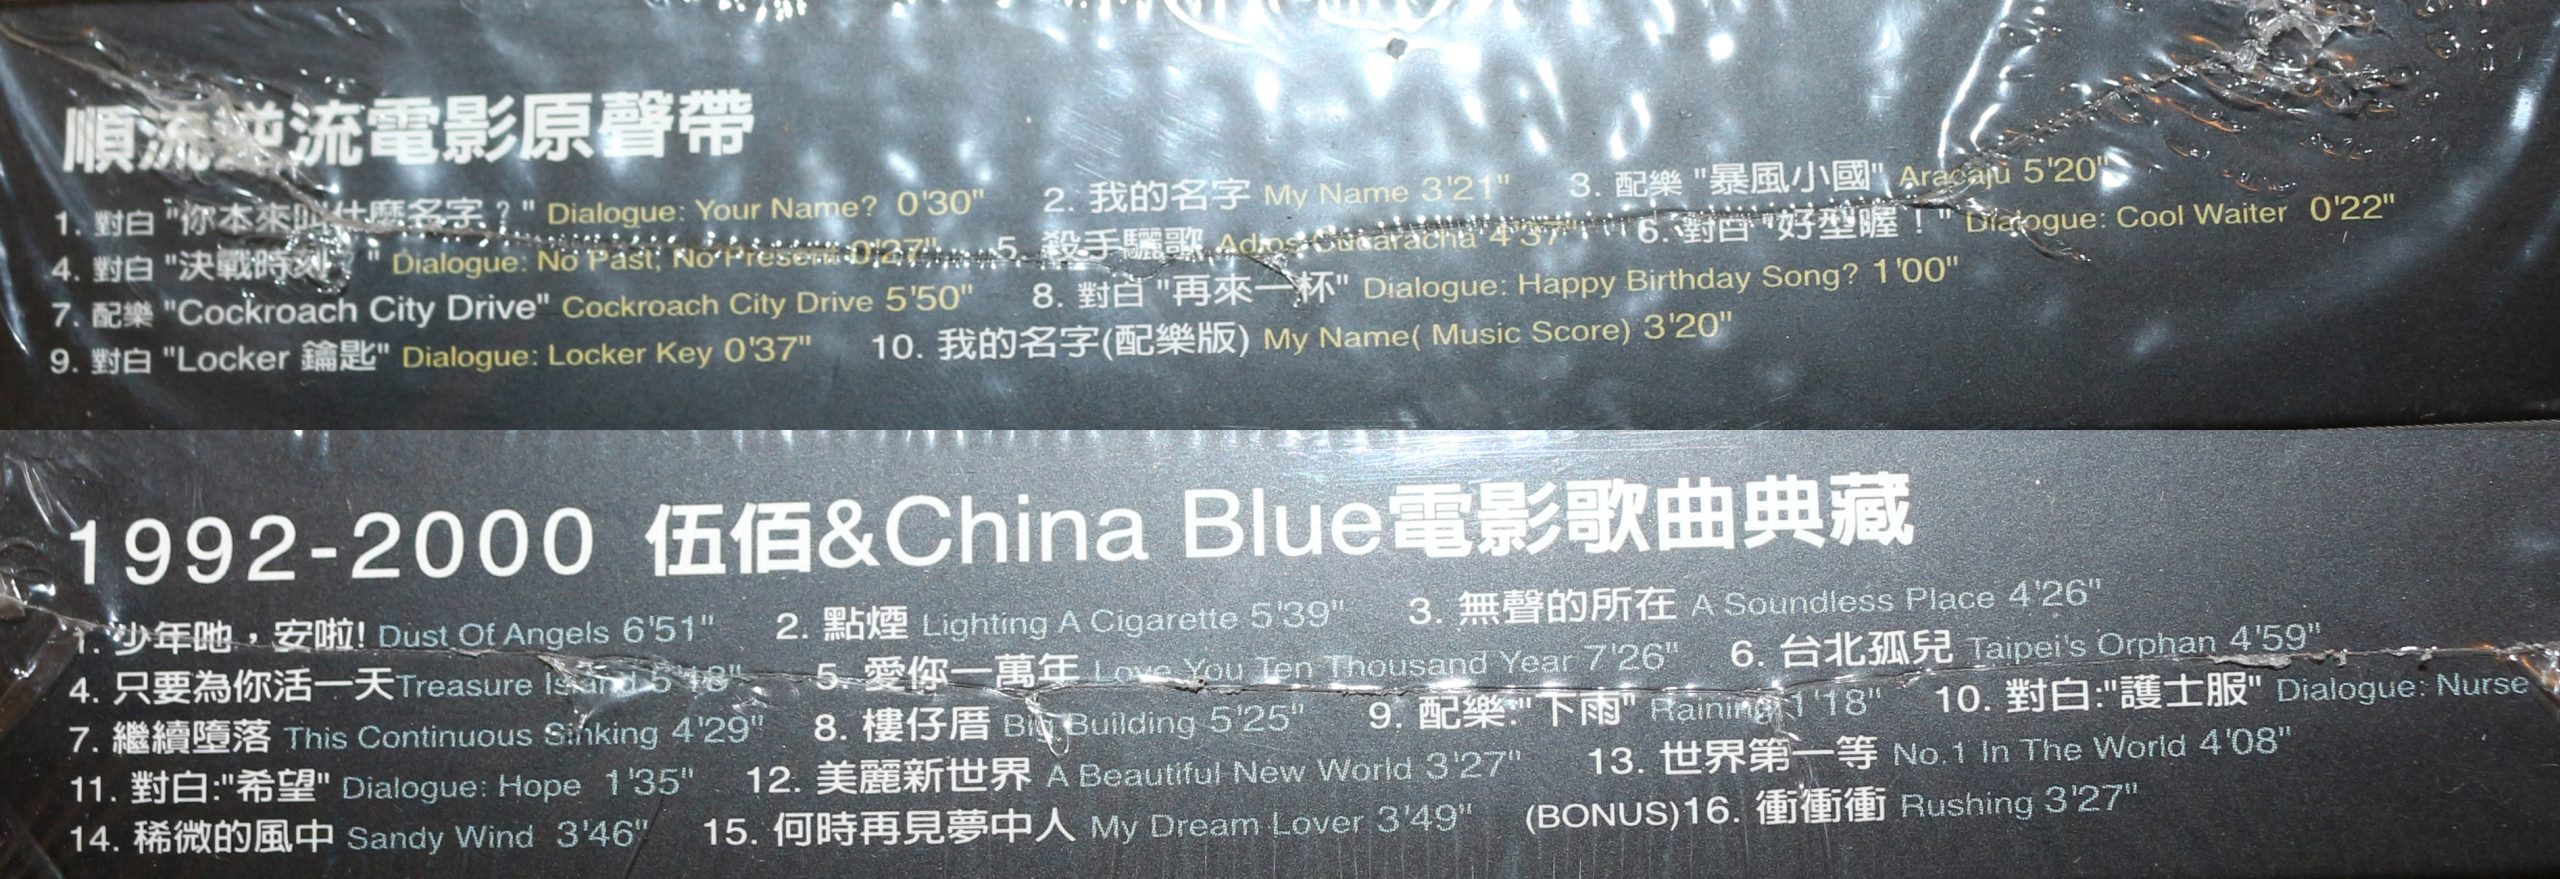 順流逆流電影原聲帶
1. 對白 "你本來叫什麼名字？" Dialogue: Your Name? 0'30" 2. 我的名字 My Name 3'21" 3. 配樂 "暴風小國" Aracaju 5'20"
4. 對白 "決戰時刻？" Dialogue: No Past, No Present 0'27" 5. 殺手驪歌 Adios Cucaracha 4'37" 6. 對白 "好型喔！" Dialogue: Cool Waiter 0'22"
7. 配樂 "Cockroach City Drive" Cockroach City Drive 5'50" 8. 對白 "再來一杯" Dialogue: Happy Birthday Song? 1'00"
9. 對白 "Locker 鑰匙" Dialogue: Locker Key 0'37" 10. 我的名字(配樂版) My Name( Music Score) 3'20"
1992-2000 伍佰&China Blue電影歌曲典藏
1. 少年吔，安啦! Dust Of Angels 6'51" 2. 點煙 Lighting A Cigarette 5'39" 3. 無聲的所在 A Soundless Place 4'26"
4. 只要為你活一天Treasure Island 5'18" 5. 愛你一萬年 Love You Ten Thousand Year 7'26" 6. 台北孤兒 Taipei's Orphan 4'59"
7. 繼續墮落 This Continuous Sinking 4'29" 8. 樓仔厝 Big Building 5'25" 9. 配樂:"下雨" Raining 1'18" 10. 對白:"護士服" Dialogue: Nurse
11. 對白:"希望" Dialogue: Hope 1'35" 12. 美麗新世界 A Beautiful New World 3'27" 13. 世界第一等 No.1 In The World 4'08"
14. 稀微的風中 Sandy Wind 3'46" 15. 何時再見夢中人 My Dream Lover 3'49" (BONUS)16. 衝衝衝 Rushing 3'27"